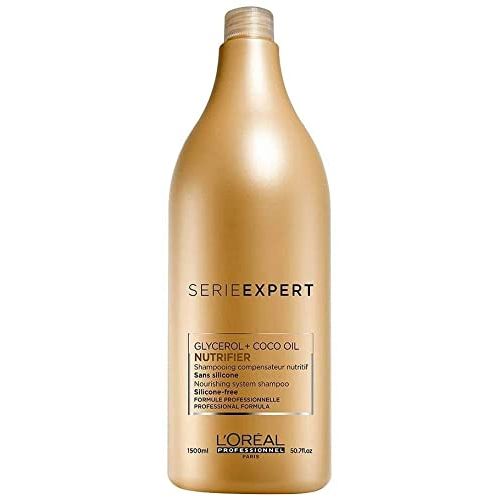 SERIEEXPERT
GLYCEROL + COCO OIL
NUTRIFIER
Shampooing compensateur nutritif
Sans silicone
Nourishing system shampoo
Silicone-free
FORMULE PROFESSIONNELLE
PROFESSIONAL FORMULA
L'ORÉAL
PROFESSIONNEL
PARIS
1500ml 50.7fl.oz